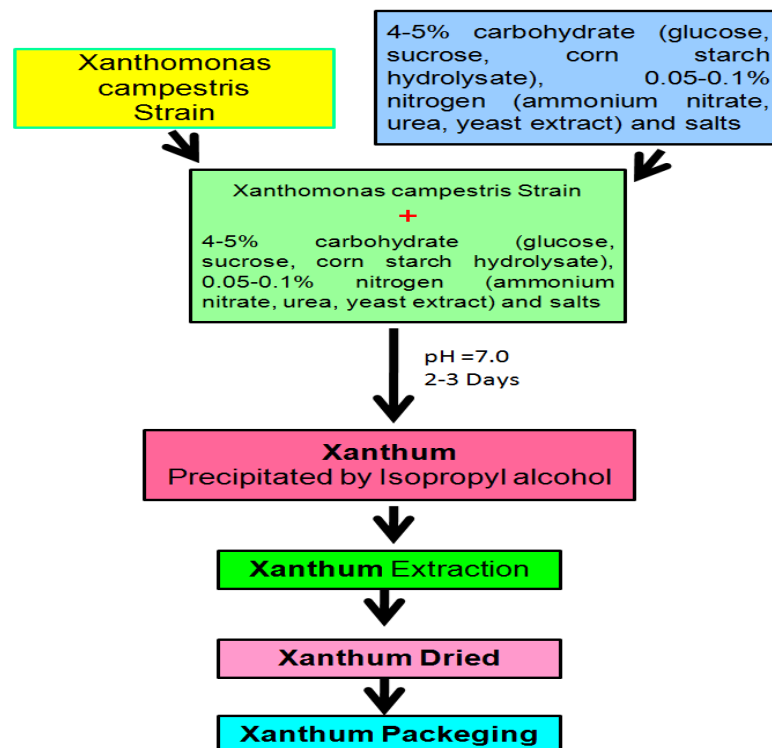 Xanthomonas
campestris
Strain
4-5% carbohydrate (glucose,
sucrose, corn starch
hydrolysate), 0.05-0.1%
nitrogen (ammonium nitrate,
urea, yeast extract) and salts
Xanthomonas campestris Strain
+
4-5% carbohydrate (glucose,
sucrose, corn starch hydrolysate),
0.05-0.1% nitrogen (ammonium
nitrate, urea, yeast extract) and salts
pH =7.0
2-3 Days
Xanthum
Precipitated by Isopropyl alcohol
Xanthum Extraction
Xanthum Dried
Xanthum Packeging